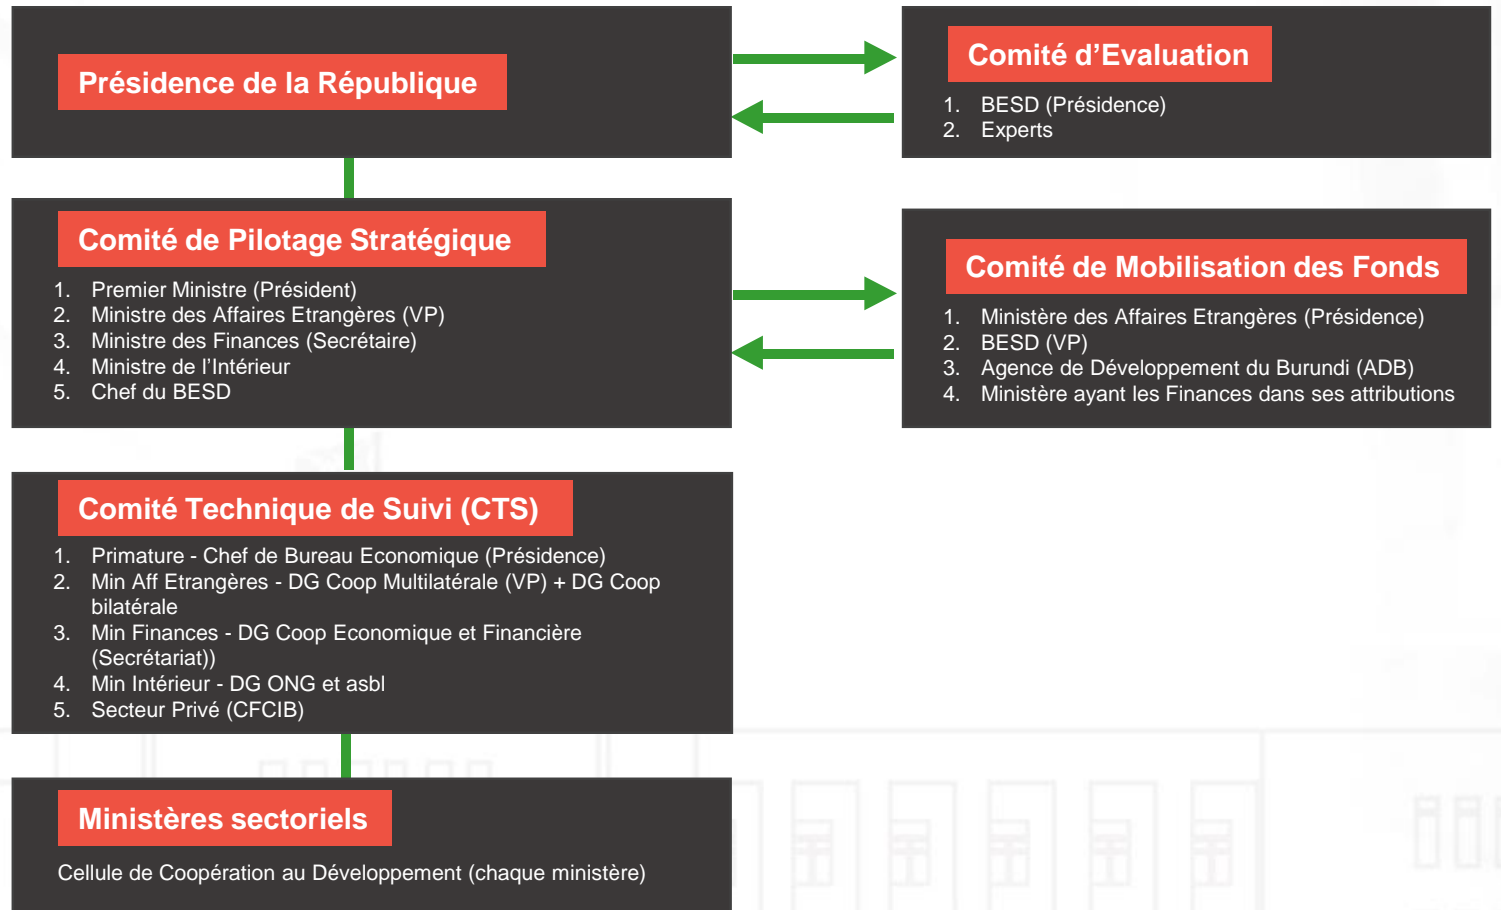 Présidence de la République
Comité d’Evaluation
1. BESD (Présidence)
2. Experts
Comité de Pilotage Stratégique
1. Premier Ministre (Président)
2. Ministre des Affaires Etrangères (VP)
3. Ministre des Finances (Secrétaire)
4. Ministre de l’Intérieur
5. Chef du BESD
Comité de Mobilisation des Fonds
1. Ministère des Affaires Etrangères (Présidence)
2. BESD (VP)
3. Agence de Développement du Burundi (ADB)
4. Ministère ayant les Finances dans ses attributions
Comité Technique de Suivi (CTS)
1. Primature - Chef de Bureau Economique (Présidence)
2. Min Aff Etrangères - DG Coop Multilatérale (VP) + DG Coop
bilatérale
3. Min Finances - DG Coop Economique et Financière
(Secrétariat))
4. Min Intérieur - DG ONG et asbl
5. Secteur Privé (CFCIB)
Ministères sectoriels
Cellule de Coopération au Développement (chaque ministère)